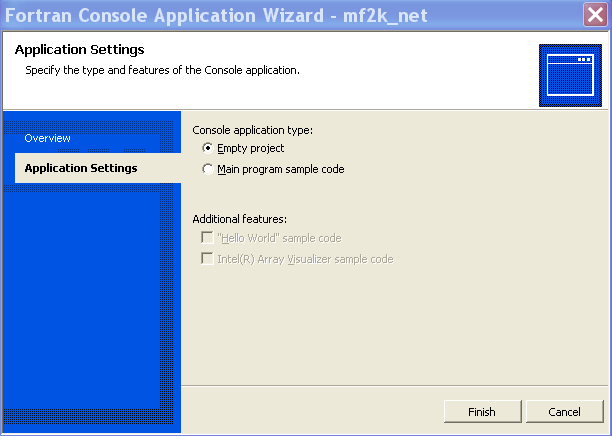 Fortran Console Application Wizard - mf2k_net
Application Settings
Specify the type and features of the Console application.
Overview
Application Settings
Console application type:
Empty project
Main program sample code
Additional features:
"Hello World" sample code
Intel(R) Array Visualizer sample code
Finish
Cancel